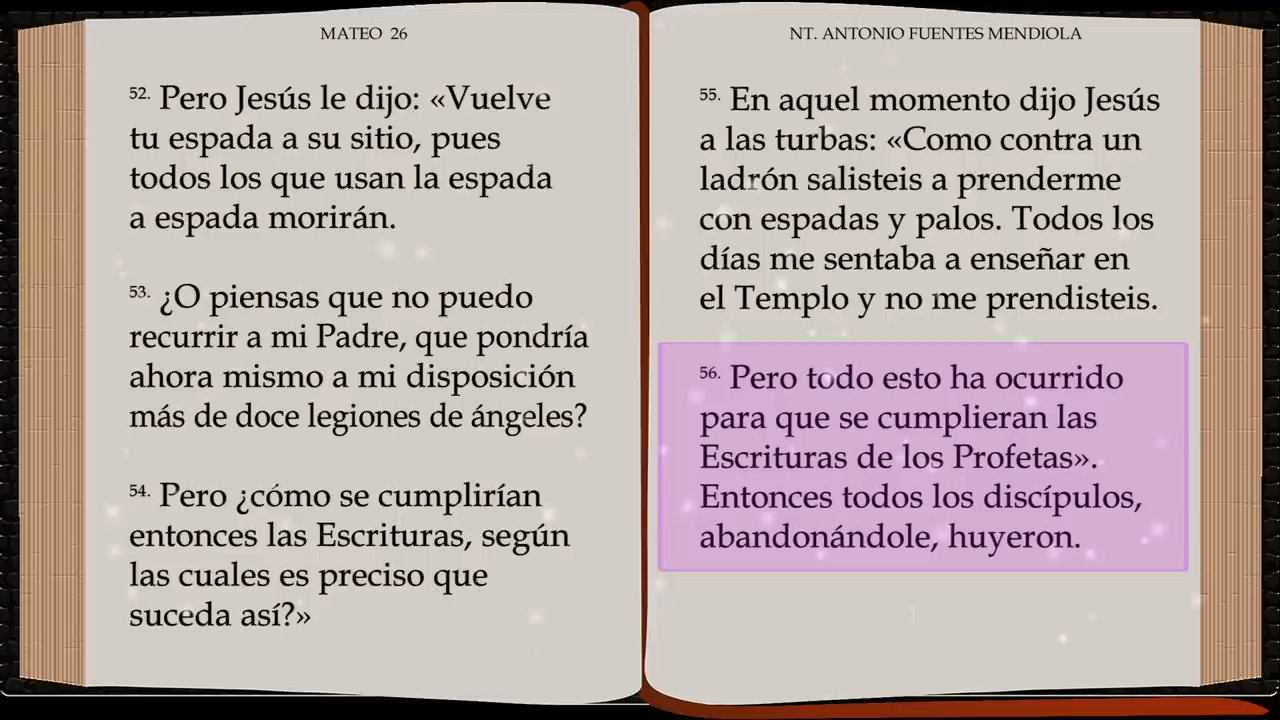 MATEO 26
52. Pero Jesús le dijo: «Vuelve
tu espada a su sitio, pues
todos los que usan la espada
a espada morirán.
53. ¿O piensas que no puedo
recurrir a mi Padre, que pondría
ahora mismo a mi disposición
más de doce legiones de ángeles?
54. Pero ¿cómo se cumplirían
entonces las Escrituras, según
las cuales es preciso que
suceda así?»
NT. ANTONIO FUENTES MENDIOLA
55. En aquel momento dijo Jesús
a las turbas: «Como contra un
ladrón salisteis a prenderme
con espadas y palos. Todos los
días me sentaba a enseñar en
el Templo y no me prendisteis.
56. Pero todo esto ha ocurrido
para que se cumplieran las
Escrituras de los Profetas».
Entonces todos los discípulos,
abandonándole, huyeron.